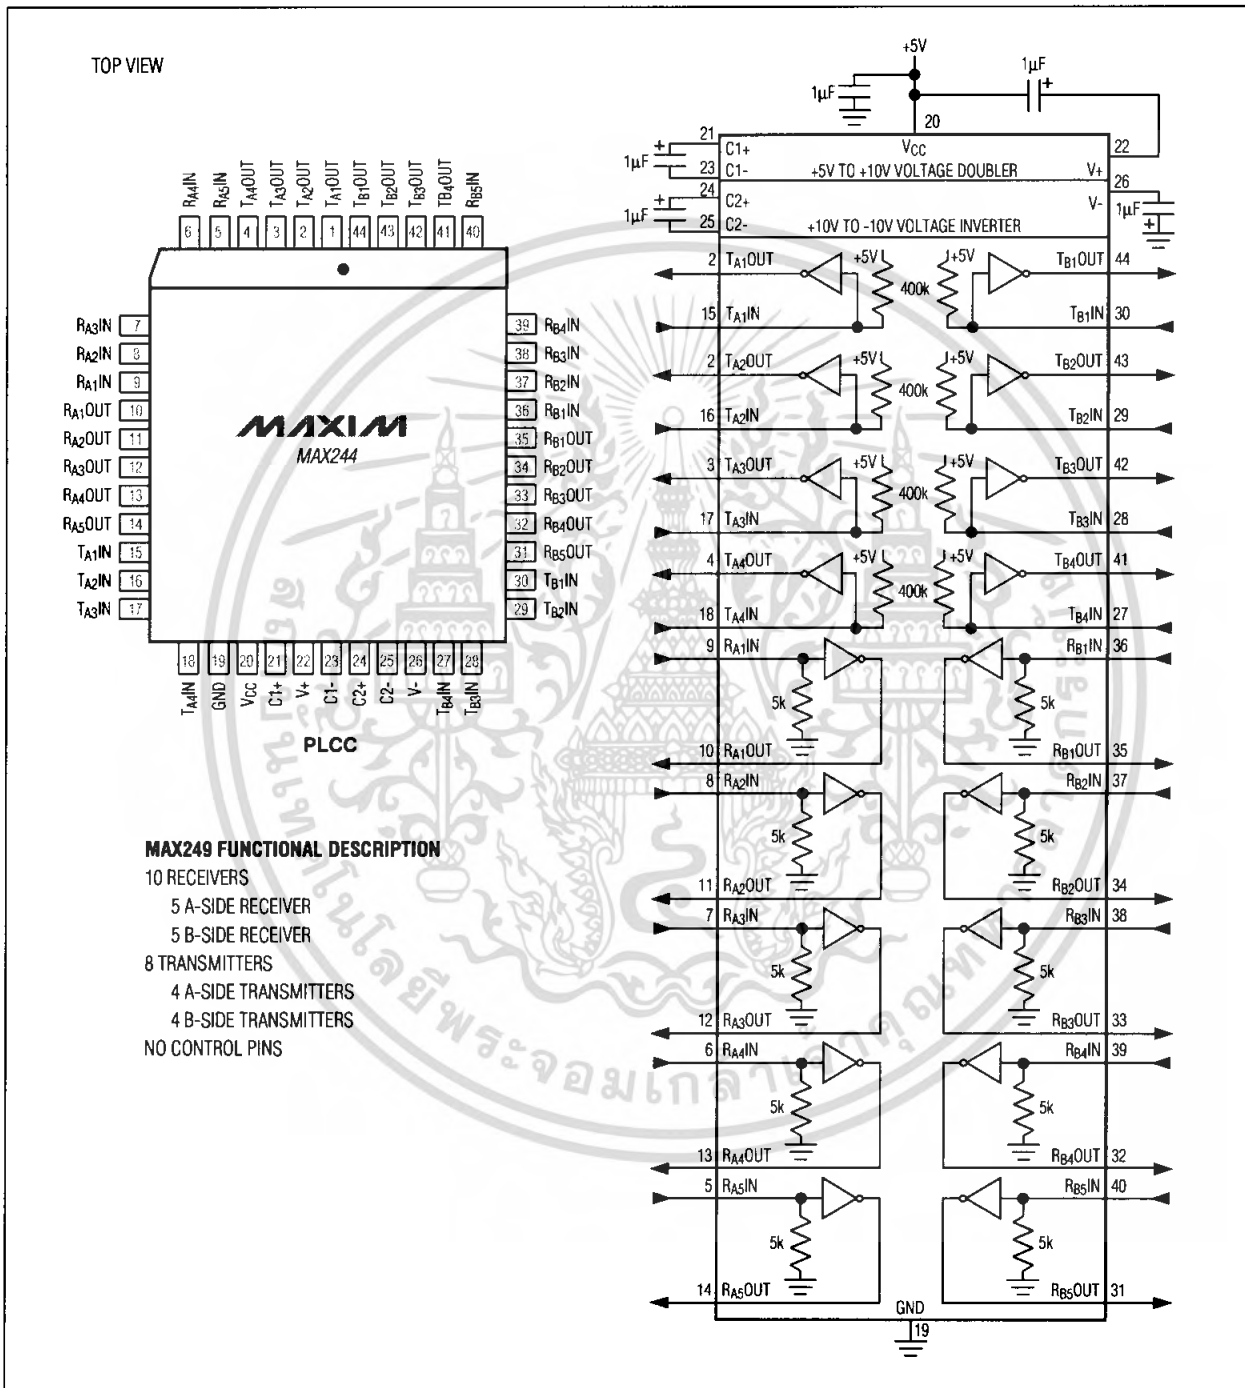 TOP VIEW
RA4IN
RA5IN
TA4OUT
TA3OUT
TA2OUT
TA1OUT
TB1OUT
TB2OUT
TB3OUT
TB4OUT
RB5IN
6 5 4 3 2 1 44 43 42 41 40
RA3IN 7
RA2IN 8
RA1IN 9
RA1OUT 10
RA2OUT 11
RA3OUT 12
RA4OUT 13
RA5OUT 14
TA1IN 15
TA2IN 16
TA3IN 17
39 RB4IN
38 RB3IN
37 RB2IN
36 RB1IN
35 RB1OUT
34 RB2OUT
33 RB3OUT
32 RB4OUT
31 RB5OUT
30 TB1IN
29 TB2IN
MAXIM
MAX244
18 19 20 21 22 23 24 25 26 27 28
TA4IN
GND
VCC
C1+
V+
C1-
C2+
C2-
V-
TB4IN
TB3IN
PLCC
MAX249 FUNCTIONAL DESCRIPTION
10 RECEIVERS
5 A-SIDE RECEIVER
5 B-SIDE RECEIVER
8 TRANSMITTERS
4 A-SIDE TRANSMITTERS
4 B-SIDE TRANSMITTERS
NO CONTROL PINS
+5V
1µF
1µF +
20
VCC
21 C1+
1µF +
23 C1-
+5V TO +10V VOLTAGE DOUBLER
V+ 22
24 C2+
1µF +
25 C2-
+10V TO -10V VOLTAGE INVERTER
V- 26
1µF +
2 TA1OUT +5V +5V TB1OUT 44
400k
15 TA1IN TB1IN 30
2 TA2OUT +5V +5V TB2OUT 43
400k
16 TA2IN TB2IN 29
3 TA3OUT +5V +5V TB3OUT 42
400k
17 TA3IN TB3IN 28
4 TA4OUT +5V +5V TB4OUT 41
400k
18 TA4IN TB4IN 27
9 RA1IN RB1IN 36
5k 5k
10 RA1OUT RB1OUT 35
8 RA2IN RB2IN 37
5k 5k
11 RA2OUT RB2OUT 34
7 RA3IN RB3IN 38
5k 5k
12 RA3OUT RB3OUT 33
6 RA4IN RB4IN 39
5k 5k
13 RA4OUT RB4OUT 32
5 RA5IN RB5IN 40
5k 5k
14 RA5OUT RB5OUT 31
GND
19